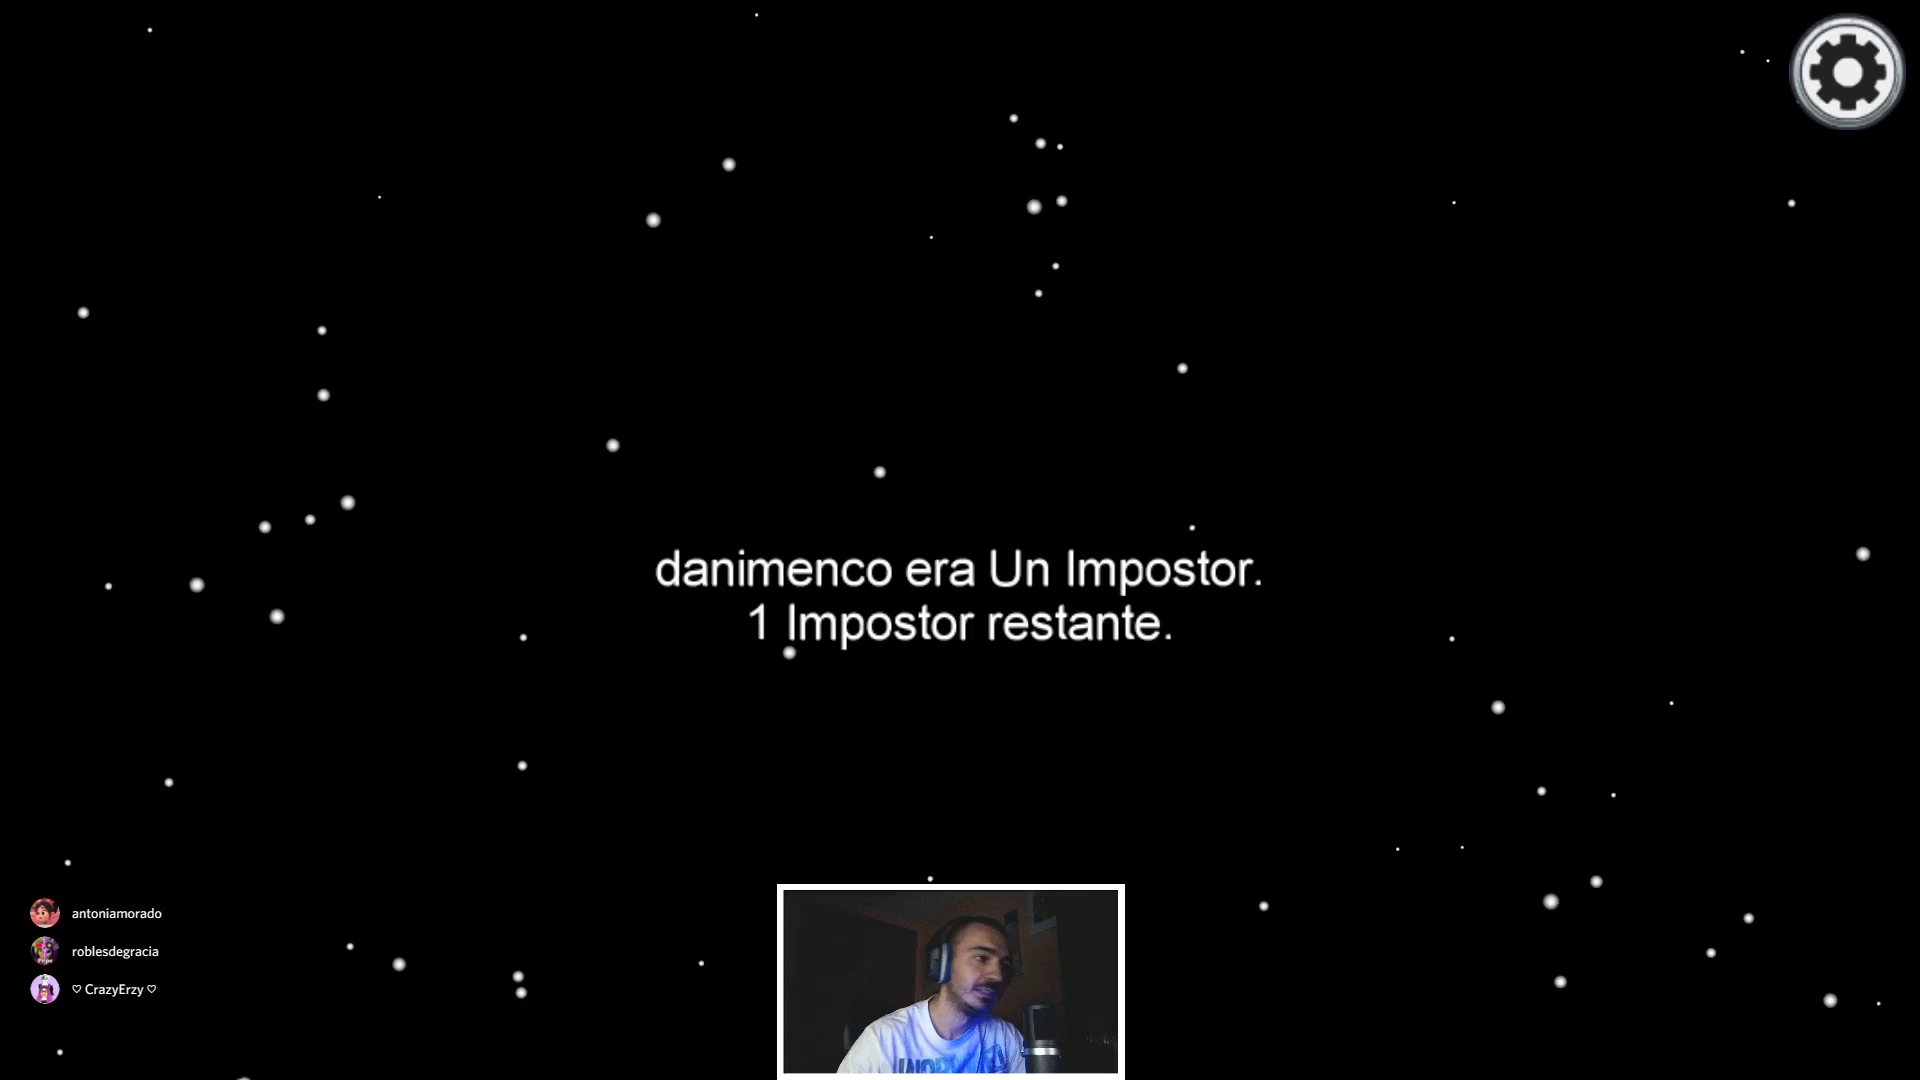 danimenco era Un Impostor.
1 Impostor restante.
antoniamorado
roblesdegracia
♡ CrazyErzy ♡